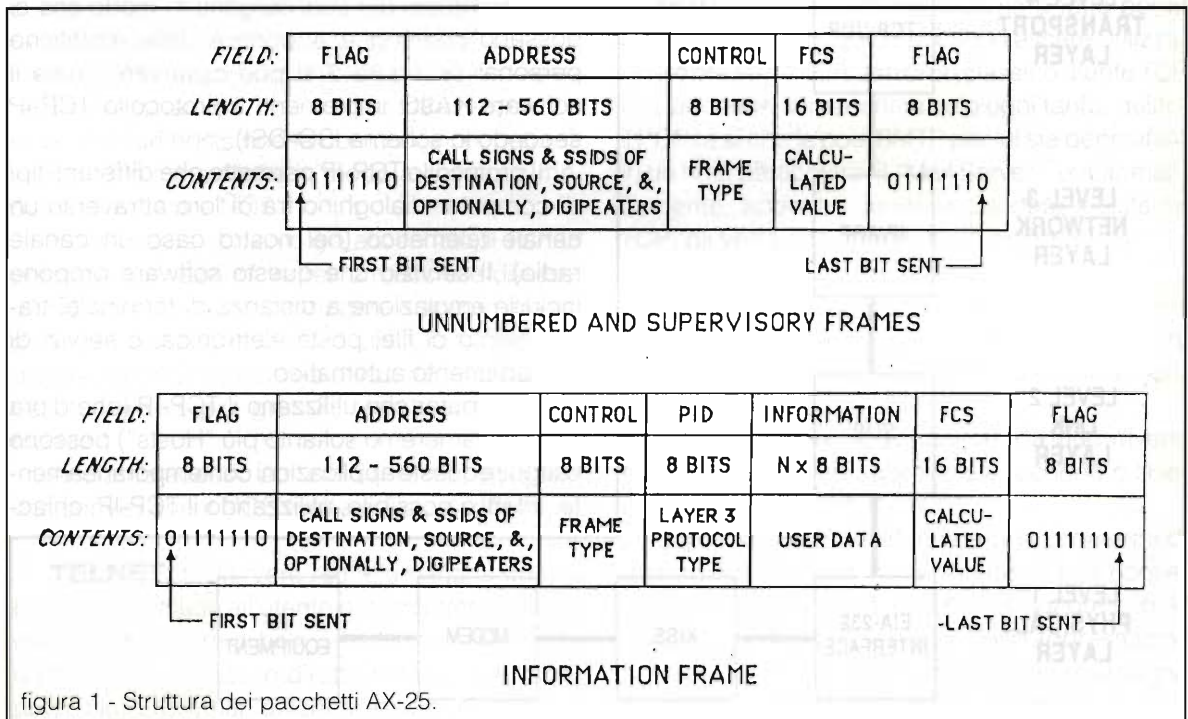 FIELD: FLAG ADDRESS CONTROL FCS FLAG
LENGTH: 8 BITS 112 - 560 BITS 8 BITS 16 BITS 8 BITS
CONTENTS: 01111110 CALL SIGNS & SSIDS OF DESTINATION, SOURCE, &, OPTIONALLY, DIGIPEATERS FRAME TYPE CALCU- LATED VALUE 01111110
FIRST BIT SENT LAST BIT SENT
UNNUMBERED AND SUPERVISORY FRAMES
FIELD: FLAG ADDRESS CONTROL PID INFORMATION FCS FLAG
LENGTH: 8 BITS 112 - 560 BITS 8 BITS 8 BITS N x 8 BITS 16 BITS 8 BITS
CONTENTS: 01111110 CALL SIGNS & SSIDS OF DESTINATION, SOURCE, &, OPTIONALLY, DIGIPEATERS FRAME TYPE LAYER 3 PROTOCOL TYPE USER DATA CALCU- LATED VALUE 01111110
FIRST BIT SENT LAST BIT SENT
INFORMATION FRAME
figura 1 - Struttura dei pacchetti AX-25.